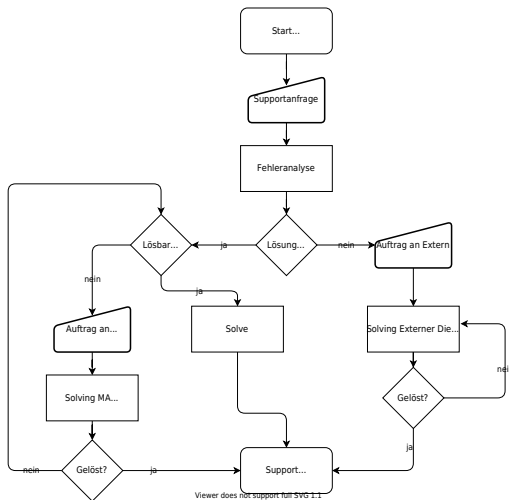 Start...
Supportanfrage
Fehleranalyse
Lösbar...
ja
Lösung...
nein
Auftrag an Extern
nein
ja
Auftrag an...
Solve
Solving Externer Die...
nei
Solving MA...
Gelöst?
ja
nein
Gelöst?
ja
Support...
Viewer does not support full SVG 1.1